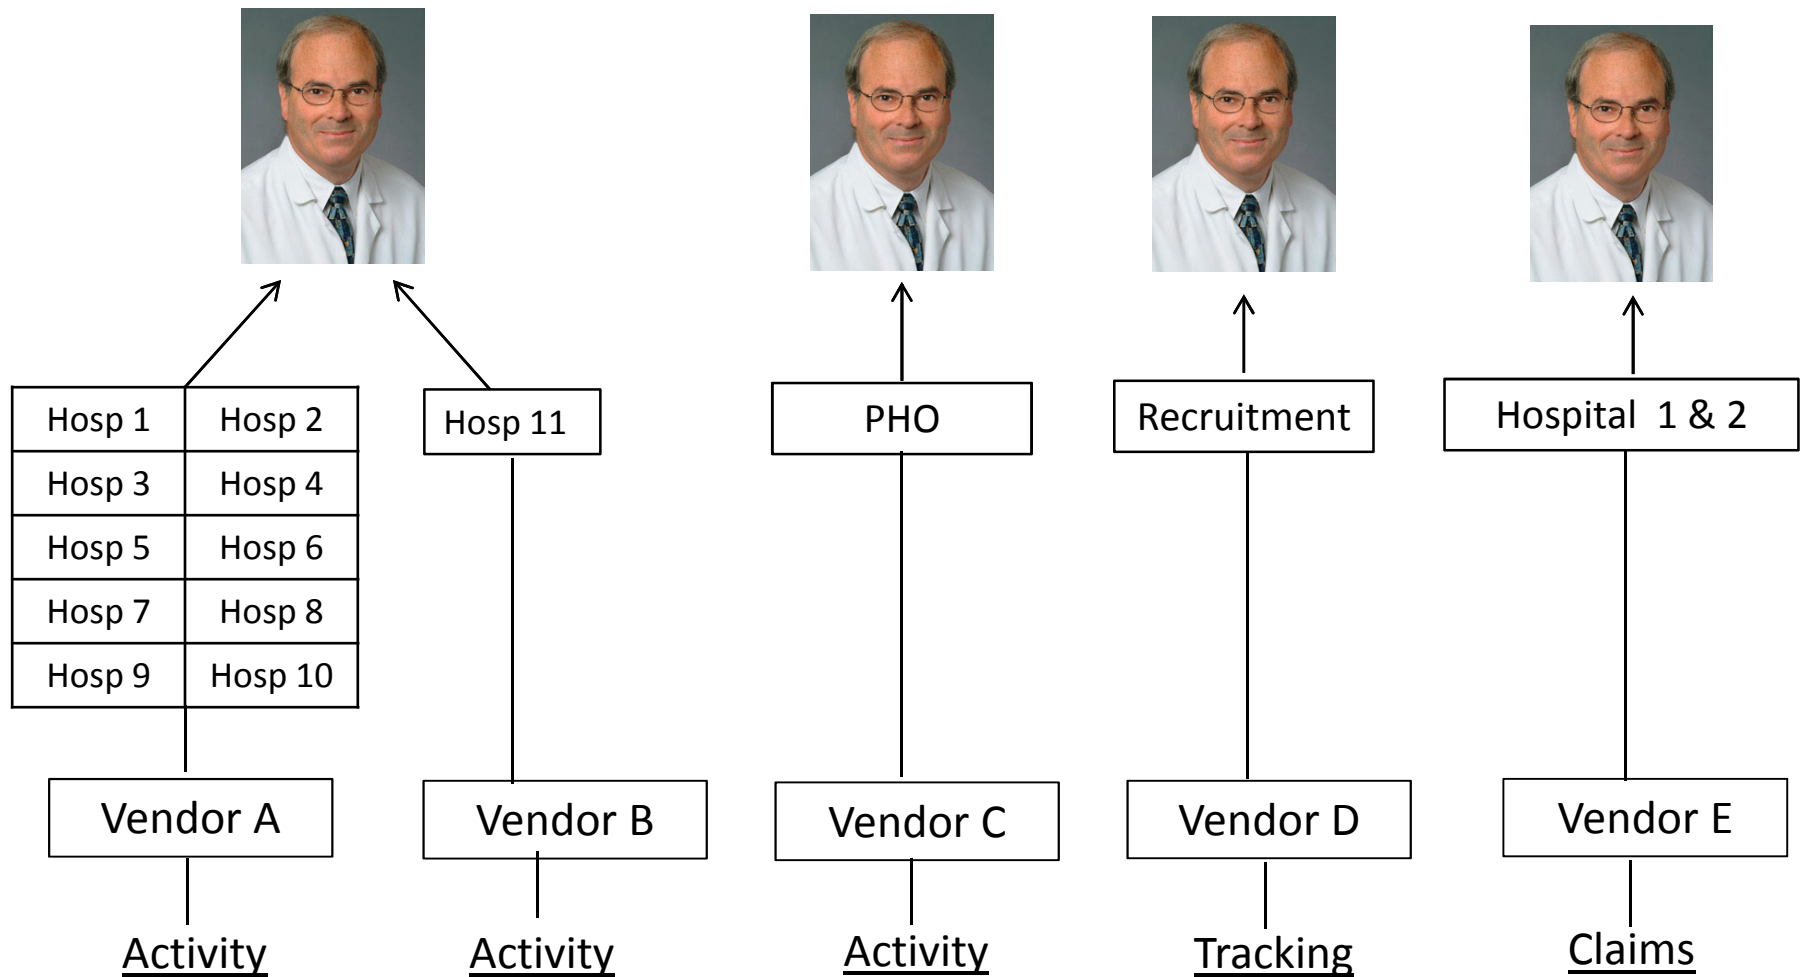 Hosp 1 Hosp 2
Hosp 3 Hosp 4
Hosp 5 Hosp 6
Hosp 7 Hosp 8
Hosp 9 Hosp 10
Hosp 11
PHO
Recruitment
Hospital 1 & 2
Vendor A
Vendor B
Vendor C
Vendor D
Vendor E
Activity
Activity
Activity
Tracking
Claims